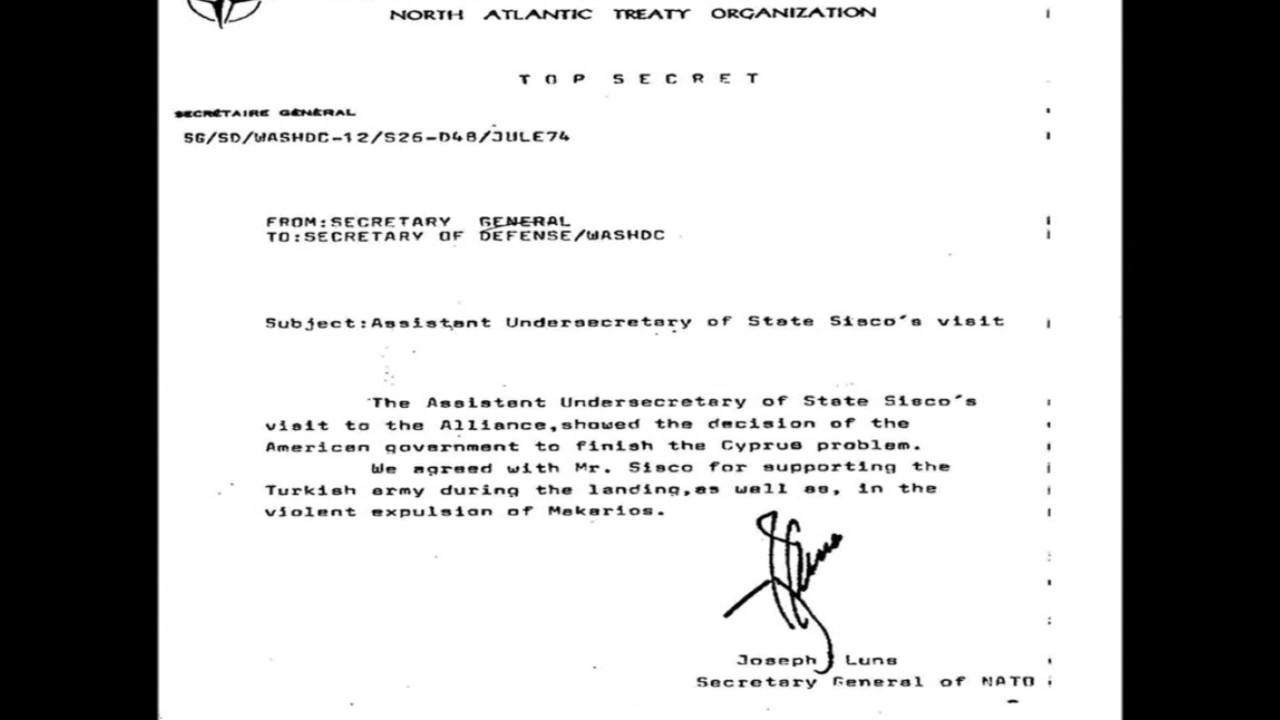 NORTH ATLANTIC TREATY ORGANIZATION
TOP SECRET
SECRÉTAIRE GÉNÉRAL
SG/SD/WASHDC-12/S26-D48/JULE74
FROM:SECRETARY GENERAL
TO:SECRETARY OF DEFENSE/WASHDC
Subject:Assistant Undersecretary of State Sisco's visit
The Assistant Undersecretary of State Sisco's
visit to the Alliance,showed the decision of the
American government to finish the Cyprus problem.
We agreed with Mr. Sisco for supporting the
Turkish army during the landing,as well as, in the
violent expulsion of Makarios.
Joseph Luns
Secretary General of NATO